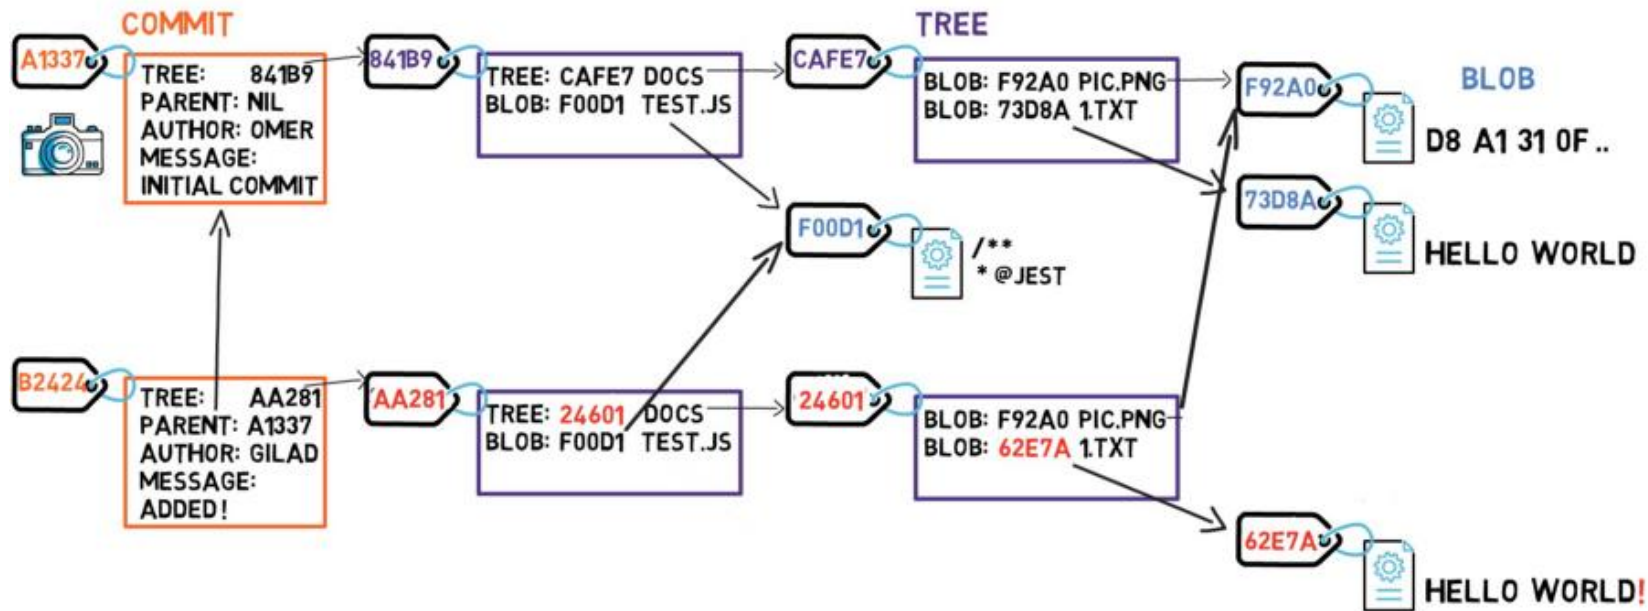 COMMIT
A1337
TREE: 841B9
PARENT: NIL
AUTHOR: OMER
MESSAGE:
INITIAL COMMIT
841B9
TREE: CAFE7 DOCS
BLOB: F00D1 TEST.JS
TREE
CAFE7
BLOB: F92A0 PIC.PNG
BLOB: 73D8A 1.TXT
BLOB
F92A0
D8 A1 31 0F ..
73D8A
HELLO WORLD
F00D1
/**
* @JEST
B2424
TREE: AA281
PARENT: A1337
AUTHOR: GILAD
MESSAGE:
ADDED!
AA281
TREE: 24601 DOCS
BLOB: F00D1 TEST.JS
24601
BLOB: F92A0 PIC.PNG
BLOB: 62E7A 1.TXT
62E7A
HELLO WORLD!